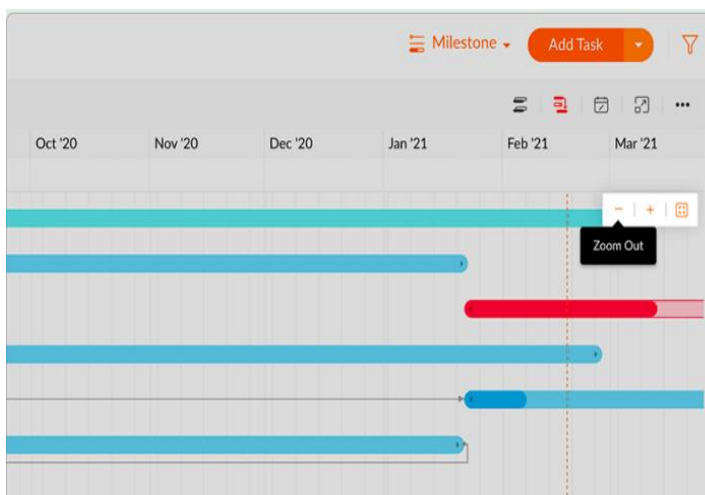 Milestone
Add Task
Oct '20
Nov '20
Dec '20
Jan '21
Feb '21
Mar '21
Zoom Out